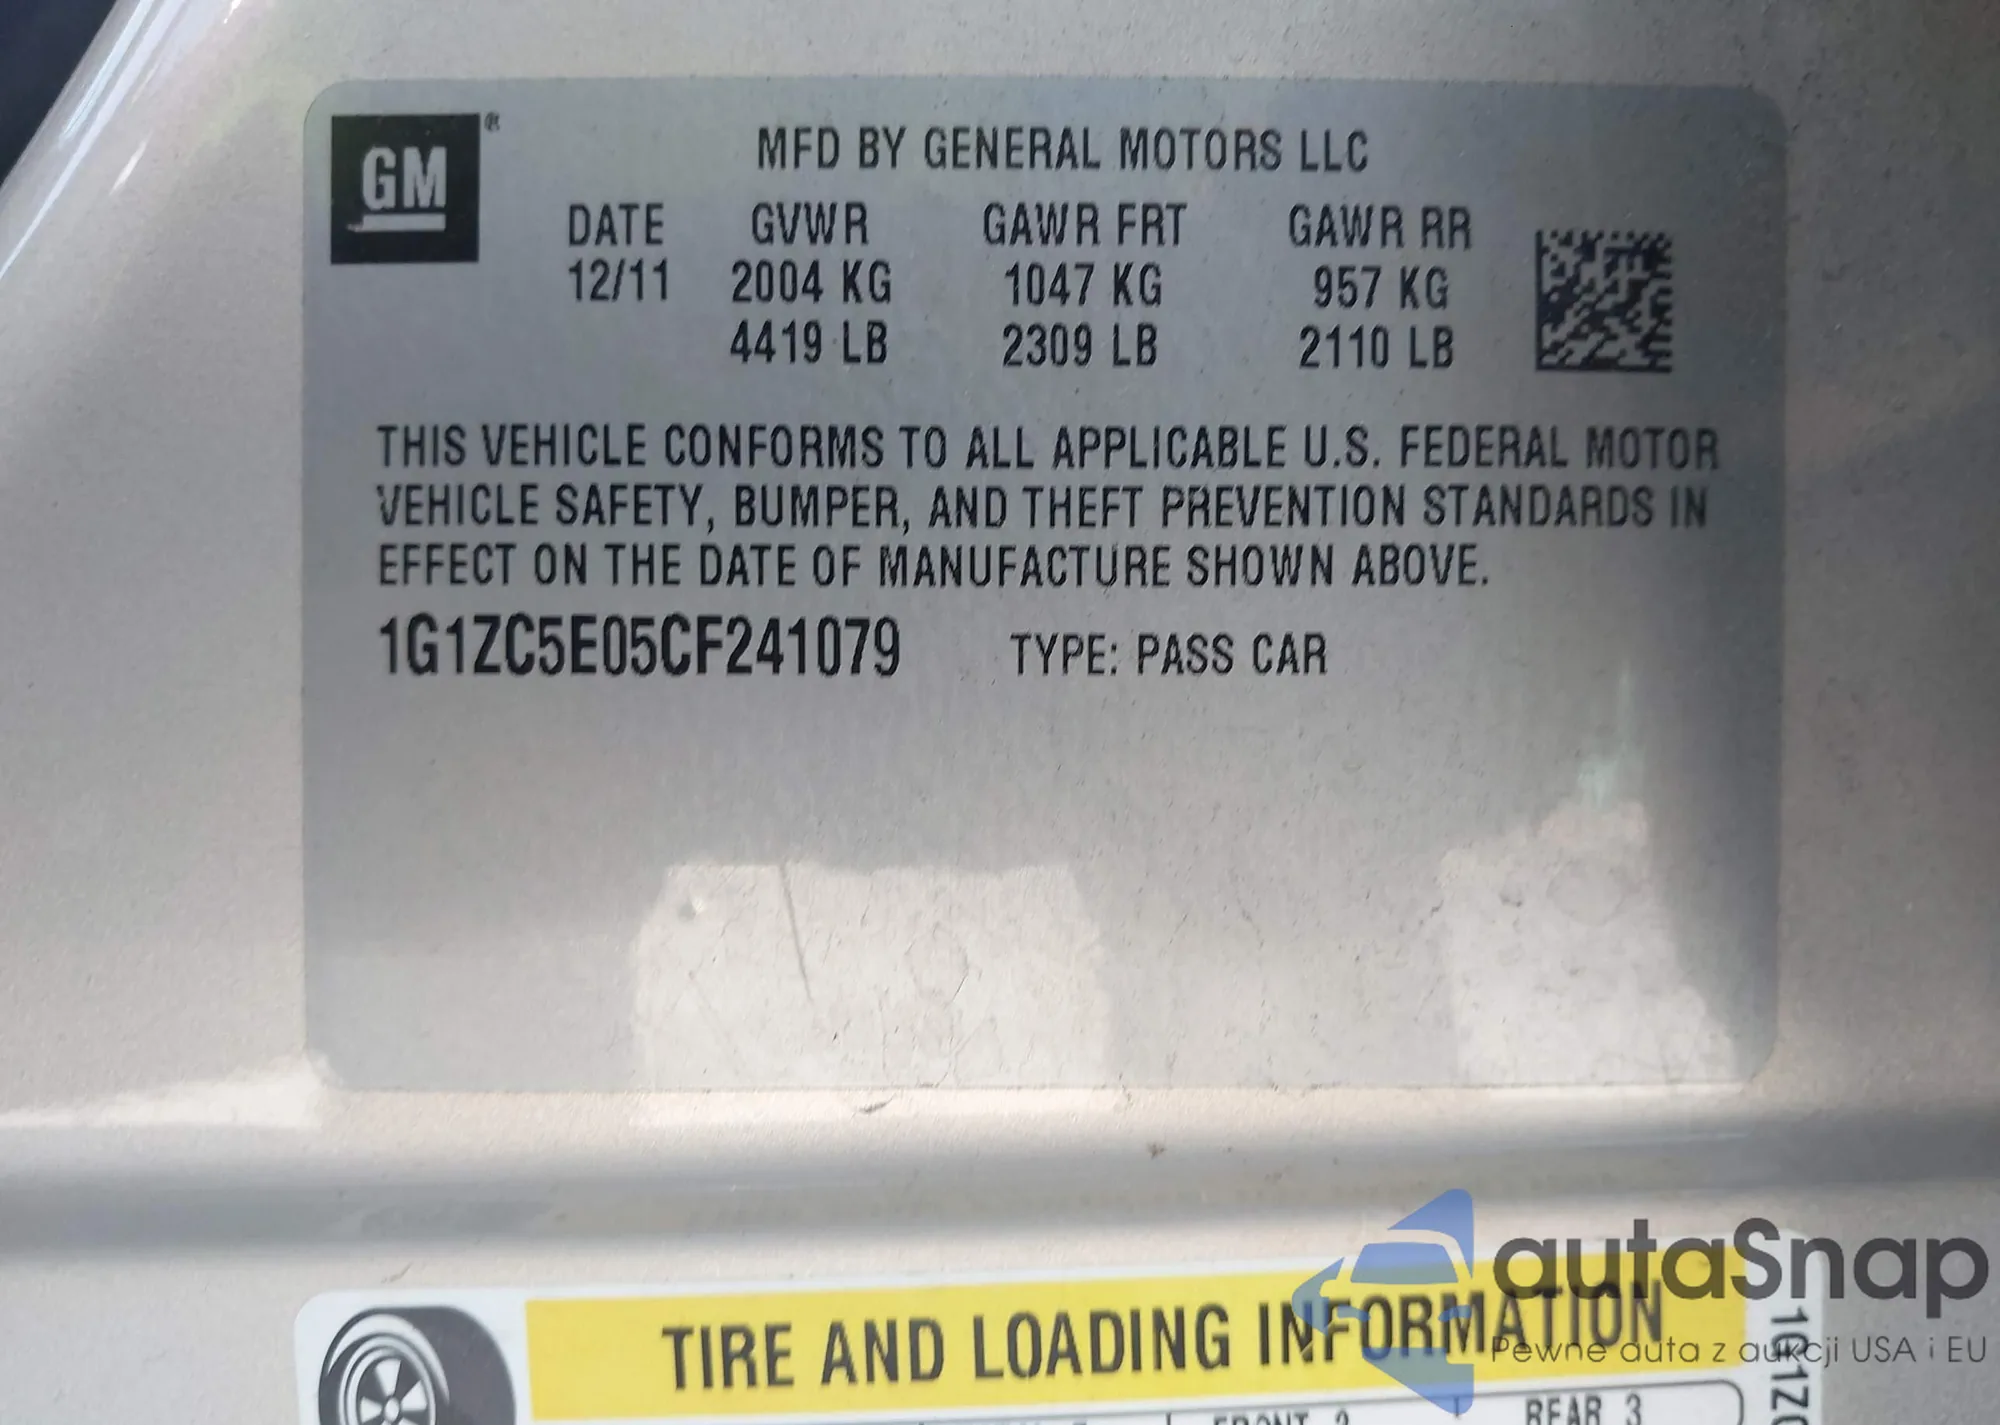 GM ®
MFD BY GENERAL MOTORS LLC
DATE GVWR GAWR FRT GAWR RR
12/11 2004 KG 1047 KG 957 KG
4419 LB 2309 LB 2110 LB
THIS VEHICLE CONFORMS TO ALL APPLICABLE U.S. FEDERAL MOTOR
VEHICLE SAFETY, BUMPER, AND THEFT PREVENTION STANDARDS IN
EFFECT ON THE DATE OF MANUFACTURE SHOWN ABOVE.
1G1ZC5E05CF241079 TYPE: PASS CAR
autaSnap
TIRE AND LOADING INFORMATION
Pewne auta z aukcji USA i EU
1G1ZC
FRONT 2 REAR 3